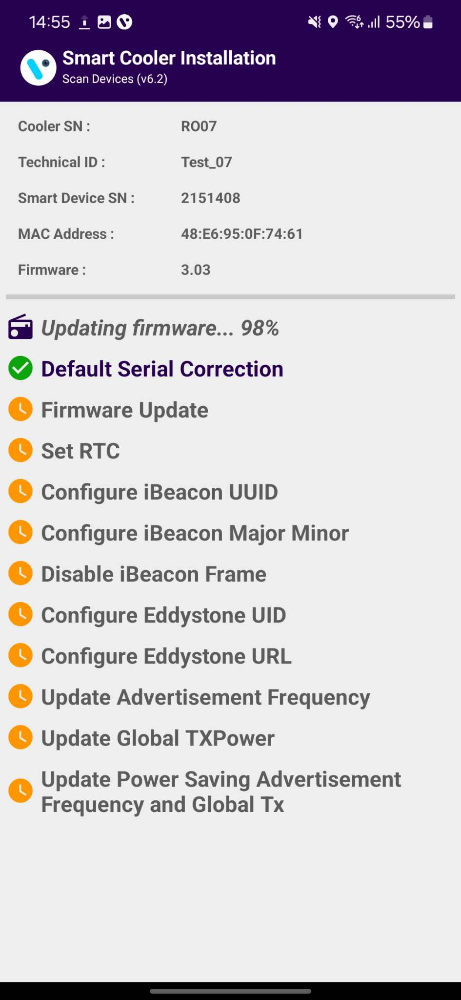 14:55 55%
Smart Cooler Installation
Scan Devices (v6.2)
Cooler SN : RO07
Technical ID : Test_07
Smart Device SN : 2151408
MAC Address : 48:E6:95:0F:74:61
Firmware : 3.03
Updating firmware... 98%
Default Serial Correction
Firmware Update
Set RTC
Configure iBeacon UUID
Configure iBeacon Major Minor
Disable iBeacon Frame
Configure Eddystone UID
Configure Eddystone URL
Update Advertisement Frequency
Update Global TXPower
Update Power Saving Advertisement
Frequency and Global Tx